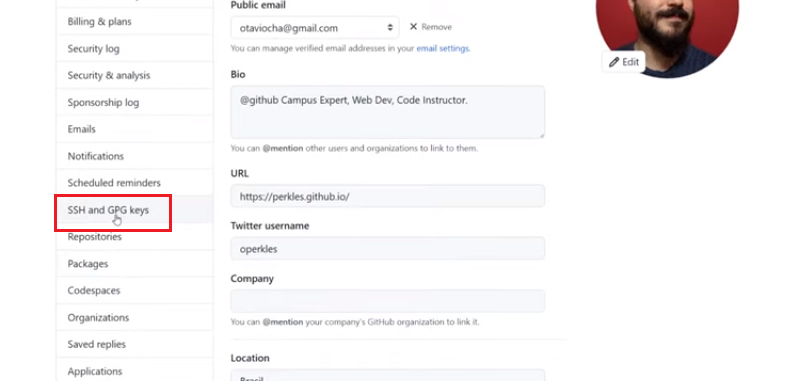 Billing & plans
Security log
Security & analysis
Sponsorship log
Emails
Notifications
Scheduled reminders
SSH and GPG keys
Repositories
Packages
Codespaces
Organizations
Saved replies
Applications
Public email
otaviocha@gmail.com
Remove
You can manage verified email addresses in your email settings.
Bio
@github Campus Expert, Web Dev, Code Instructor.
You can @mention other users and organizations to link to them.
URL
https://perkles.github.io/
Twitter username
operkles
Company
You can @mention your company's GitHub organization to link it.
Location
Brasil
Edit